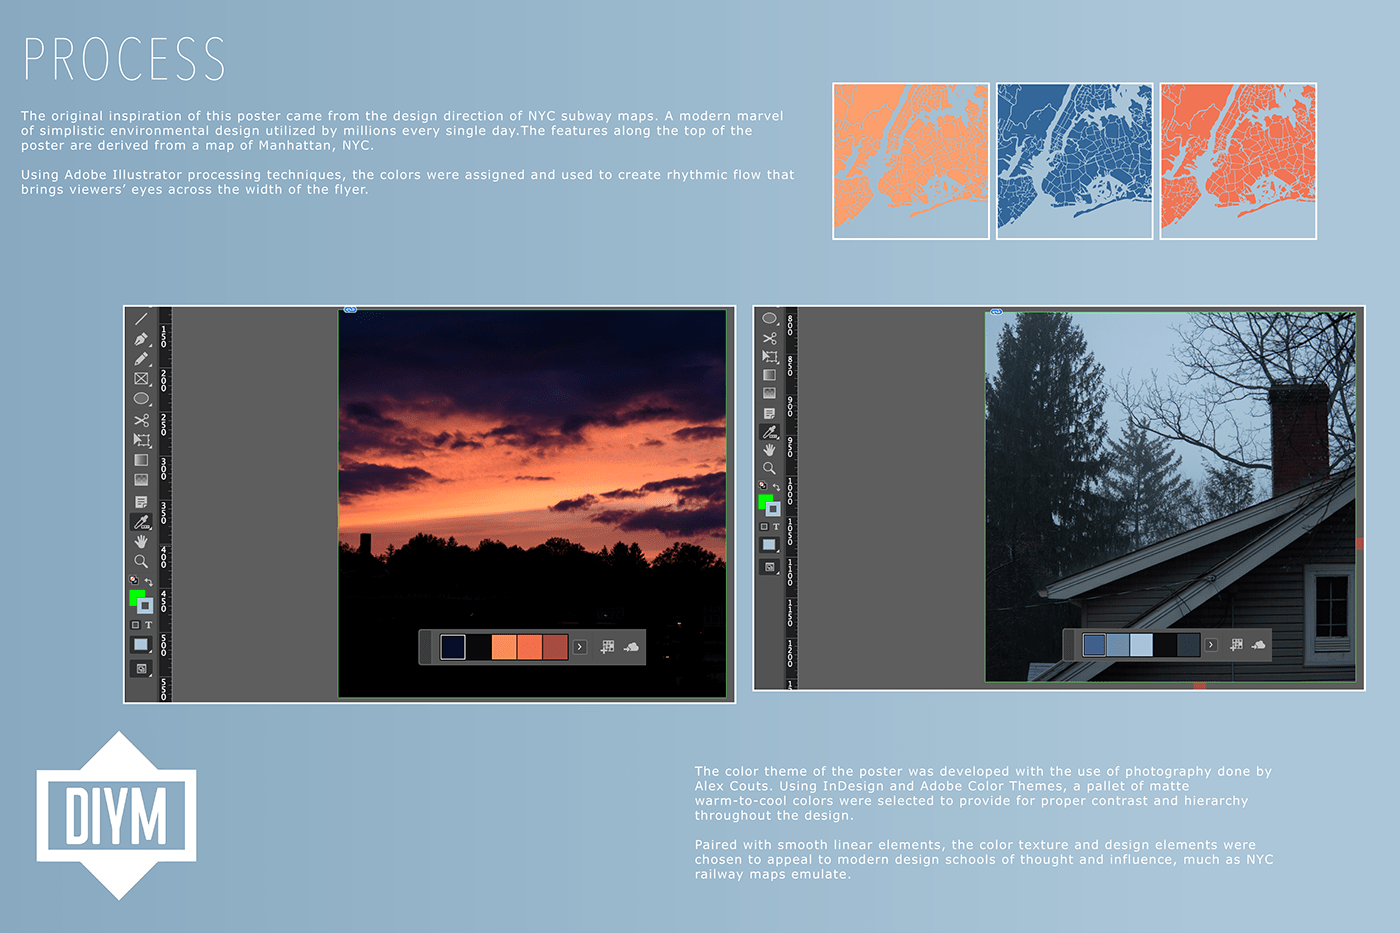 PROCESS
The original inspiration of this poster came from the design direction of NYC subway maps. A modern marvel
of simplistic environmental design utilized by millions every single day.The features along the top of the
poster are derived from a map of Manhattan, NYC.
Using Adobe Illustrator processing techniques, the colors were assigned and used to create rhythmic flow that
brings viewers’ eyes across the width of the flyer.
150
200
250
300
350
400
450
500
550
T
800
850
900
950
1000
1050
1100
1150
1200
T
DIYM
The color theme of the poster was developed with the use of photography done by
Alex Couts. Using InDesign and Adobe Color Themes, a pallet of matte
warm-to-cool colors were selected to provide for proper contrast and hierarchy
throughout the design.
Paired with smooth linear elements, the color texture and design elements were
chosen to appeal to modern design schools of thought and influence, much as NYC
railway maps emulate.